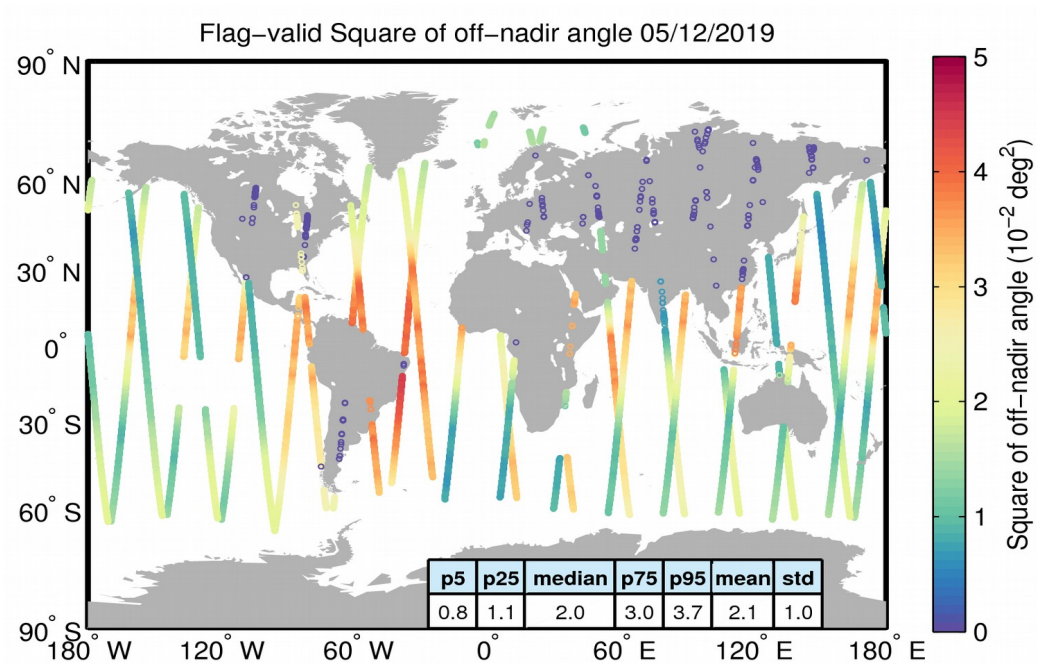 Flag−valid Square of off−nadir angle 05/12/2019
90° N
60° N
30° N
0°
30° S
60° S
90° S
180° W
120° W
60° W
0°
60° E
120° E
180° E
p5 p25 median p75 p95 mean std
0.8 1.1 2.0 3.0 3.7 2.1 1.0
5
4
3
2
1
0
Square of off−nadir angle (10⁻² deg²)